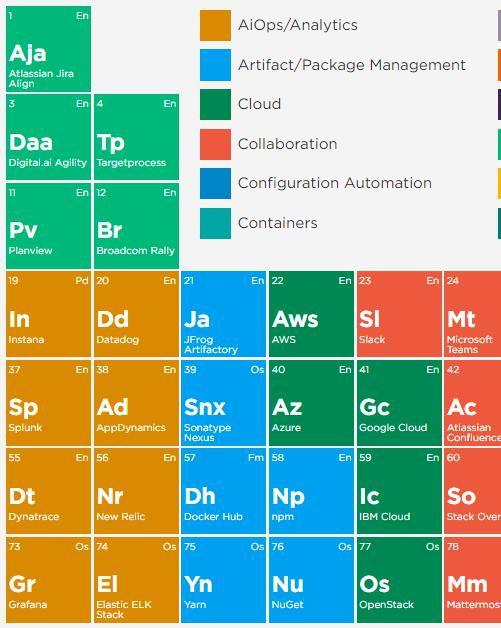 1 En
Aja
Atlassian Jira
Align
AiOps/Analytics
Artifact/Package Management
Cloud
Collaboration
Configuration Automation
Containers
3 En
Daa
Digital.ai Agility
4 En
Tp
Targetprocess
11 En
Pv
Planview
12 En
Br
Broadcom Rally
19 Pd
In
Instana
20 En
Dd
Datadog
21 En
Ja
JFrog
Artifactory
22 En
Aws
AWS
23 En
Sl
Slack
24
Mt
Microsoft
Teams
37 En
Sp
Splunk
38 En
Ad
AppDynamics
39 Os
Snx
Sonatype
Nexus
40 En
Az
Azure
41 En
Gc
Google Cloud
42
Ac
Atlassian
Confluence
55 En
Dt
Dynatrace
56 En
Nr
New Relic
57 Fm
Dh
Docker Hub
58 En
Np
npm
59 En
Ic
IBM Cloud
60
So
Stack Over
73 Os
Gr
Grafana
74 Os
El
Elastic ELK
Stack
75 Os
Yn
Yarn
76 Os
Nu
NuGet
77 Os
Os
OpenStack
78
Mm
Mattermos